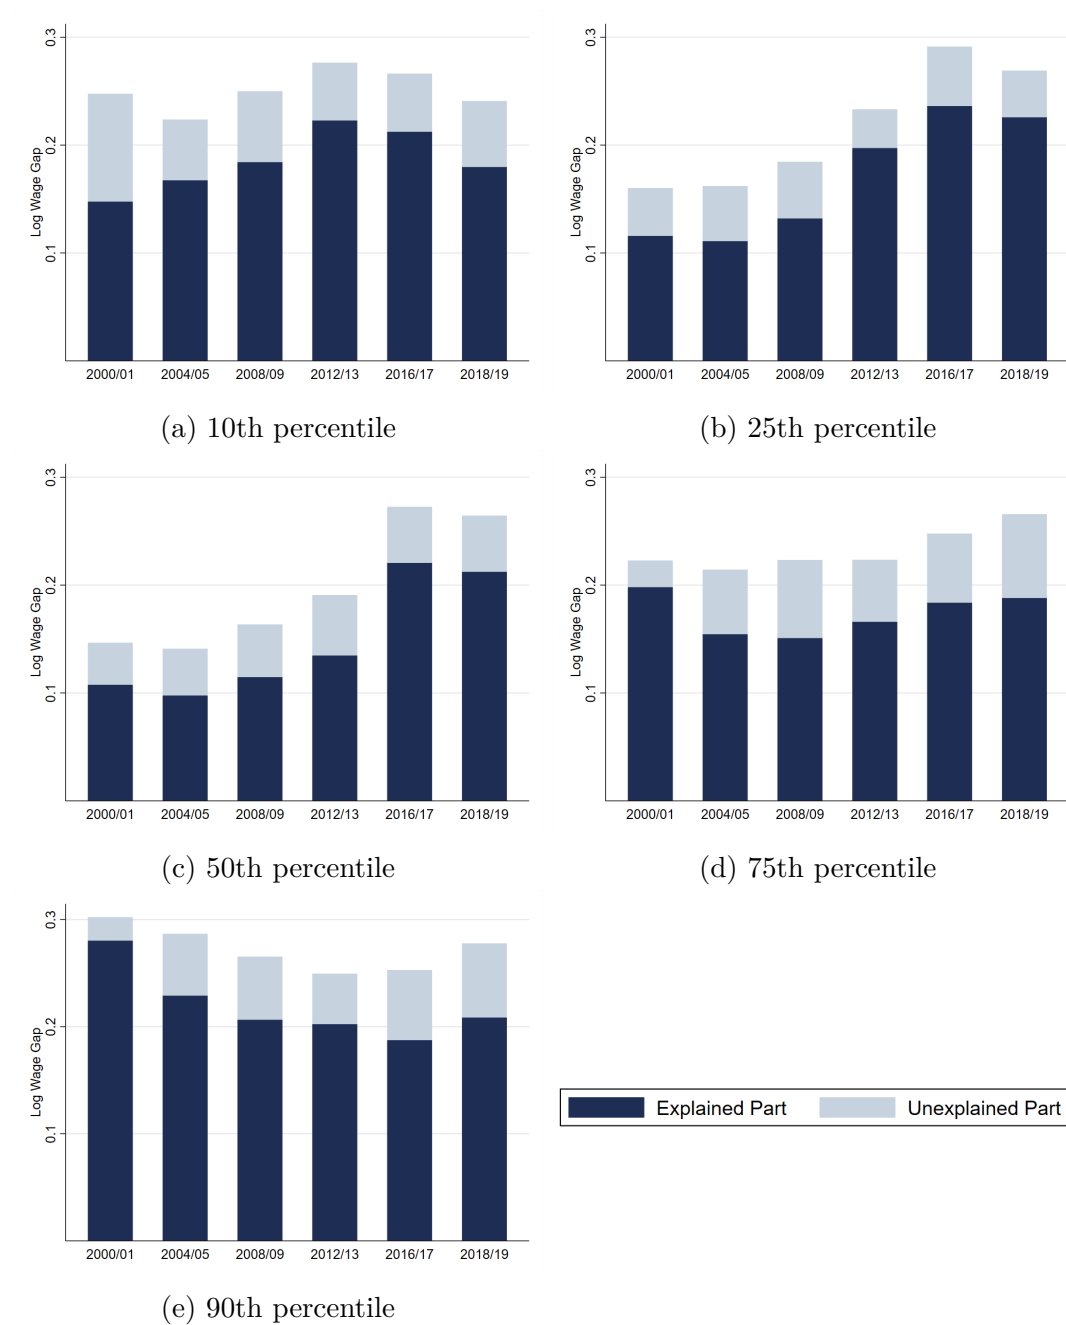 0.3
0.2
0.1
Log Wage Gap
2000/01 2004/05 2008/09 2012/13 2016/17 2018/19
(a) 10th percentile
0.3
0.2
0.1
Log Wage Gap
2000/01 2004/05 2008/09 2012/13 2016/17 2018/19
(b) 25th percentile
0.3
0.2
0.1
Log Wage Gap
2000/01 2004/05 2008/09 2012/13 2016/17 2018/19
(c) 50th percentile
0.3
0.2
0.1
Log Wage Gap
2000/01 2004/05 2008/09 2012/13 2016/17 2018/19
(d) 75th percentile
0.3
0.2
0.1
Log Wage Gap
2000/01 2004/05 2008/09 2012/13 2016/17 2018/19
(e) 90th percentile
Explained Part Unexplained Part